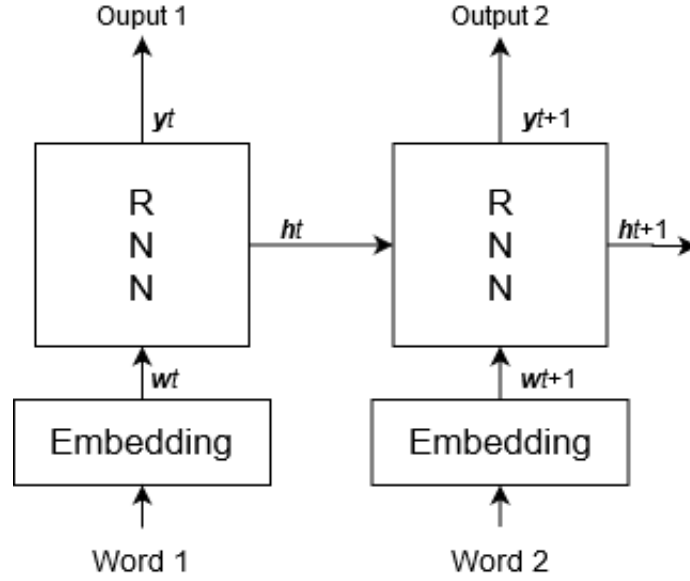 Ouput 1
Output 2
yt
yt+1
R
N
N
ht
R
N
N
ht+1
wt
wt+1
Embedding
Embedding
Word 1
Word 2